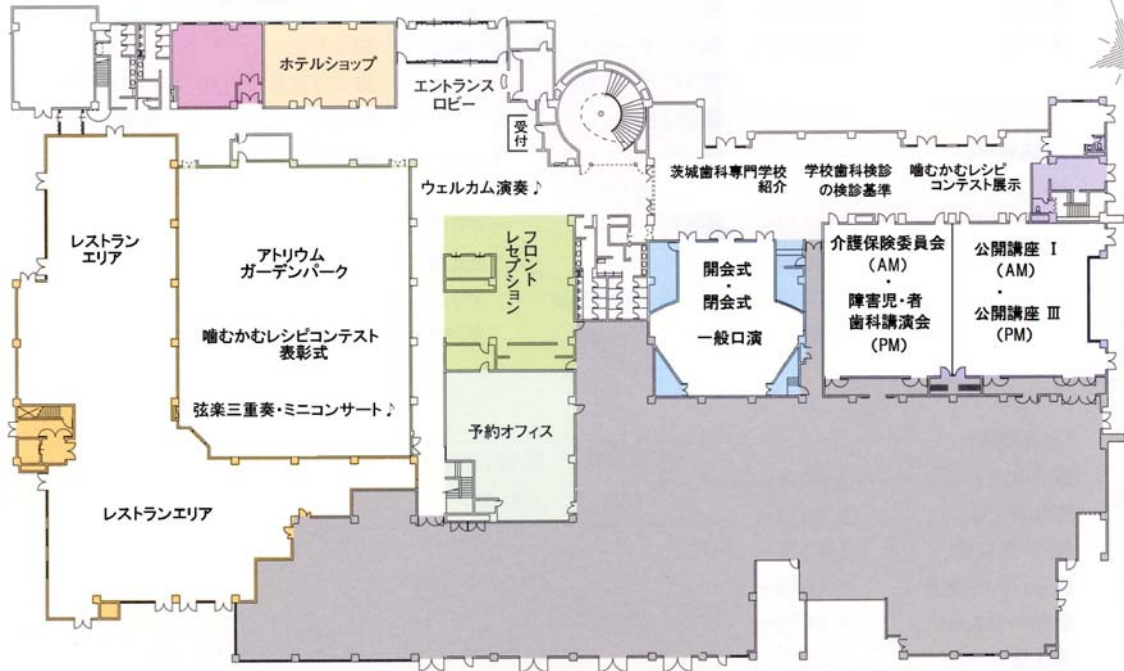 ホテルショップ
エントランス
ロビー
受付
ウェルカム演奏♪
茨城歯科専門学校
紹介
学校歯科検診
の検診基準
噛むかむレシピ
コンテスト展示
レストラン
エリア
アトリウム
ガーデンパーク
噛むかむレシピコンテスト
表彰式
弦楽三重奏・ミニコンサート♪
フロント
レセプション
開会式
・
閉会式
一般口演
介護保険委員会
(AM)
・
障害児・者
歯科講演会
(PM)
公開講座 Ⅰ
(AM)
・
公開講座 Ⅲ
(PM)
予約オフィス
レストランエリア